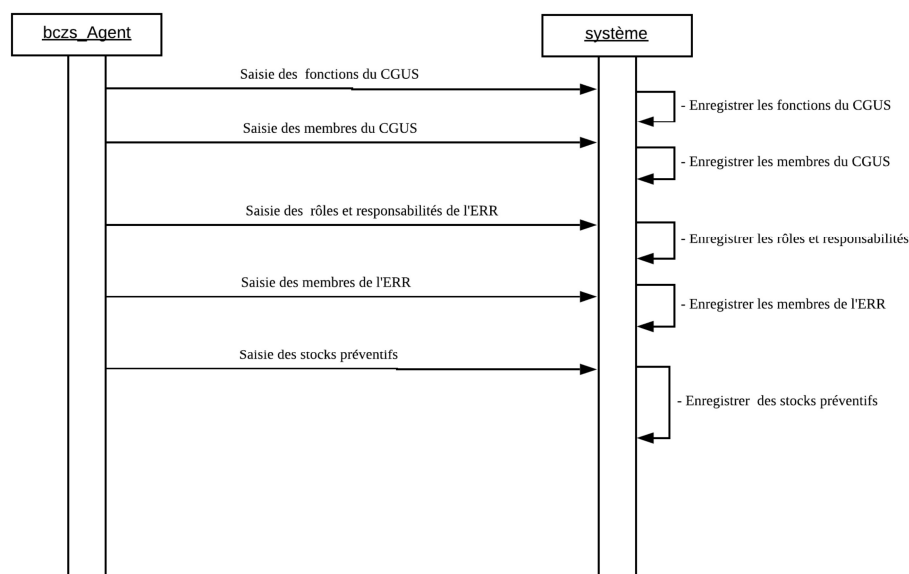 bczs_Agent
système
Saisie des fonctions du CGUS
- Enregistrer les fonctions du CGUS
Saisie des membres du CGUS
- Enregistrer les membres du CGUS
Saisie des rôles et responsabilités de l'ERR
- Enregistrer les rôles et responsabilités
Saisie des membres de l'ERR
- Enregistrer les membres de l'ERR
Saisie des stocks préventifs
- Enregistrer des stocks préventifs